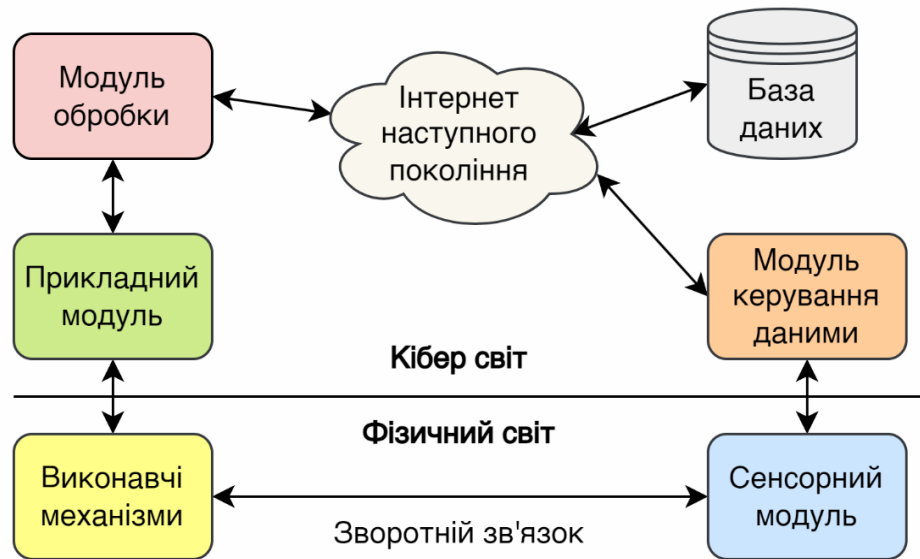 Модуль
обробки
Інтернет
наступного
покоління
База
даних
Прикладний
модуль
Модуль
керування
даними
Кібер світ
Фізичний світ
Виконавчі
механізми
Зворотній зв'язок
Сенсорний
модуль